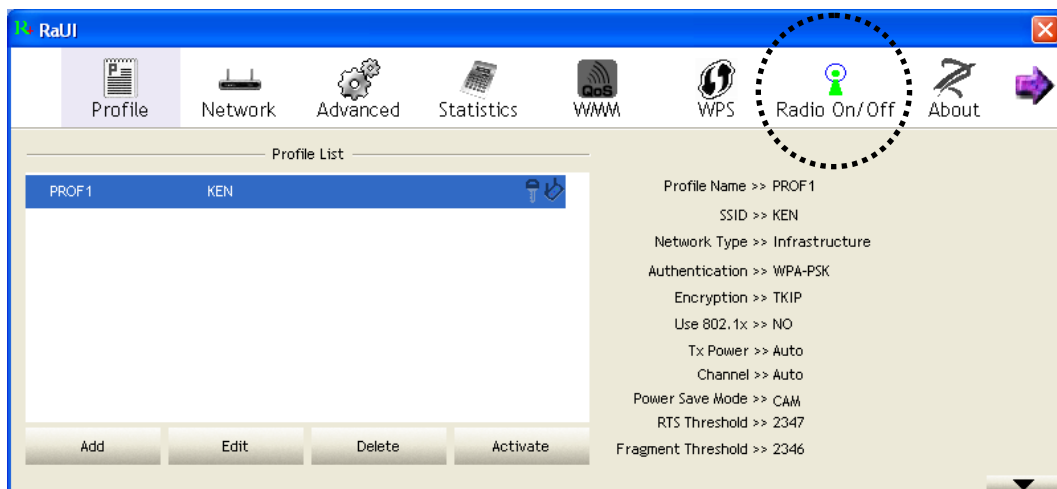 RaUI
Profile Network Advanced Statistics WMM WPS Radio On/Off About
QoS
Profile List
PROF1 KEN
Add Edit Delete Activate
Profile Name >> PROF1
SSID >> KEN
Network Type >> Infrastructure
Authentication >> WPA-PSK
Encryption >> TKIP
Use 802.1x >> NO
Tx Power >> Auto
Channel >> Auto
Power Save Mode >> CAM
RTS Threshold >> 2347
Fragment Threshold >> 2346